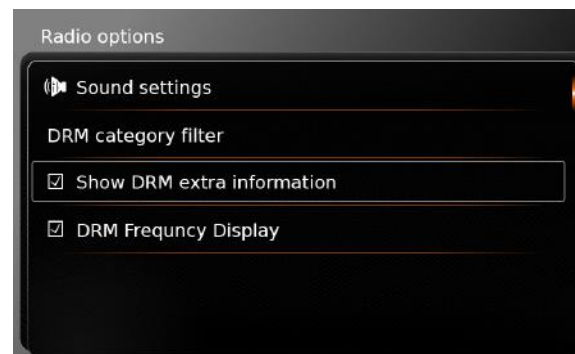 Radio options
Sound settings
DRM category filter
Show DRM extra information
DRM Frequncy Display